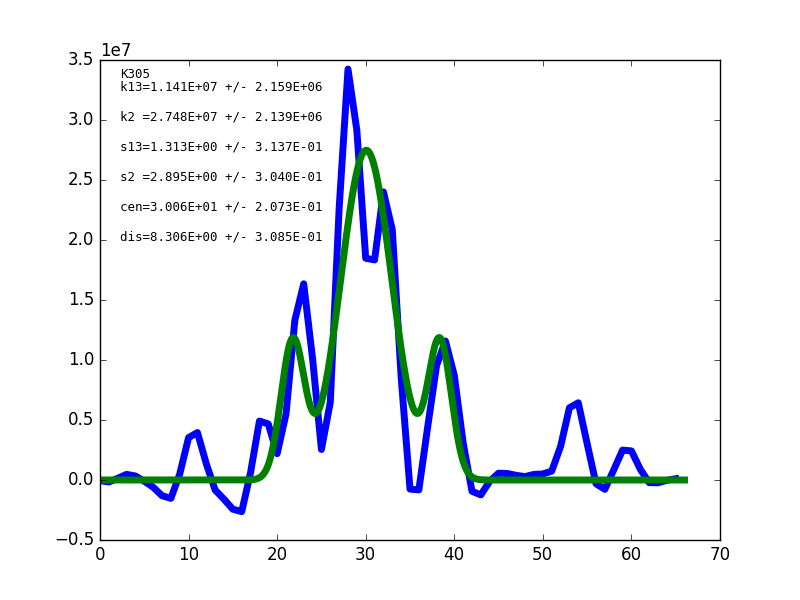 1e7
3.5
3.0
2.5
2.0
1.5
1.0
0.5
0.0
−0.5
K305
k13=1.141E+07 +/- 2.159E+06
k2 =2.748E+07 +/- 2.139E+06
s13=1.313E+00 +/- 3.137E-01
s2 =2.895E+00 +/- 3.040E-01
cen=3.006E+01 +/- 2.073E-01
dis=8.306E+00 +/- 3.085E-01
0 10 20 30 40 50 60 70